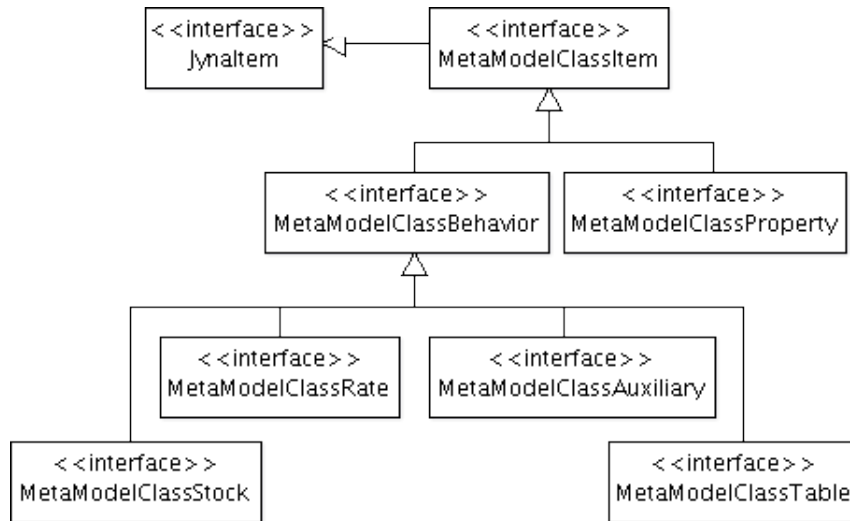 < <interface> >
JynaItem
< <interface> >
MetaModelClassItem
< <interface> >
MetaModelClassBehavior
< <interface> >
MetaModelClassProperty
< <interface> >
MetaModelClassRate
< <interface> >
MetaModelClassAuxiliary
< <interface> >
MetaModelClassStock
< <interface> >
MetaModelClassTable